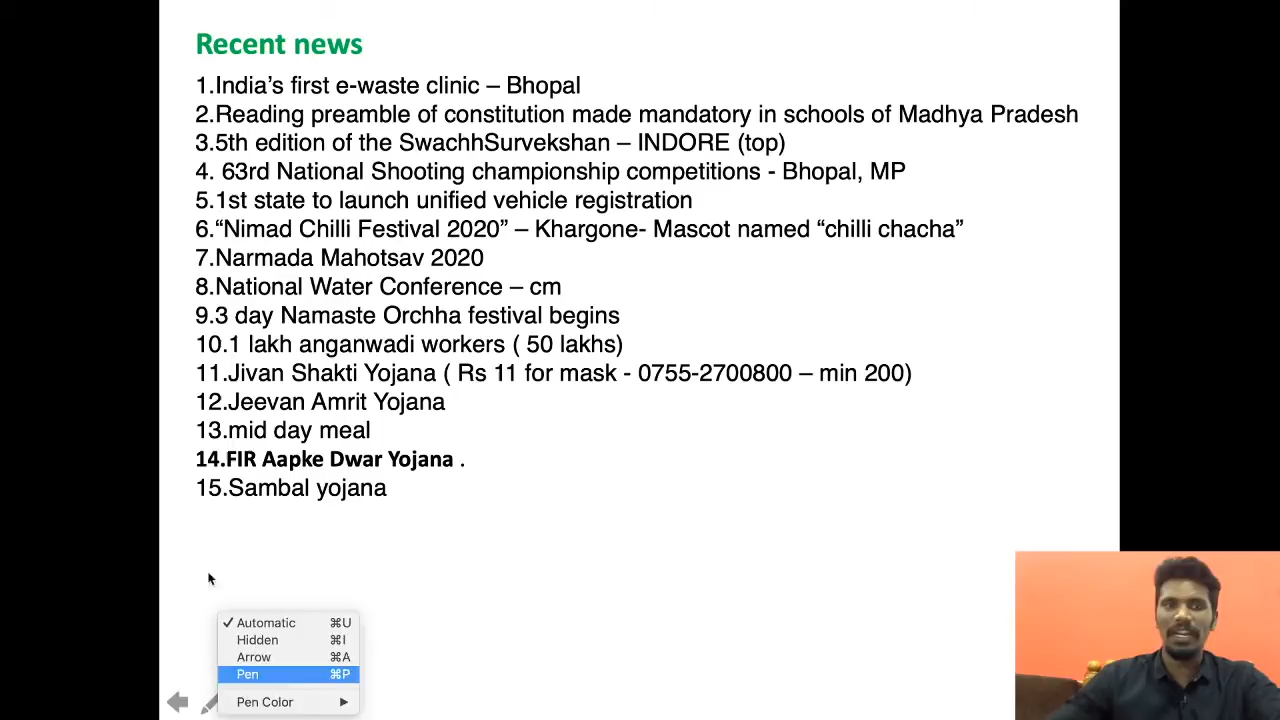 Recent news
1.India’s first e-waste clinic – Bhopal
2.Reading preamble of constitution made mandatory in schools of Madhya Pradesh
3.5th edition of the SwachhSurvekshan – INDORE (top)
4. 63rd National Shooting championship competitions - Bhopal, MP
5.1st state to launch unified vehicle registration
6.“Nimad Chilli Festival 2020” – Khargone- Mascot named “chilli chacha”
7.Narmada Mahotsav 2020
8.National Water Conference – cm
9.3 day Namaste Orchha festival begins
10.1 lakh anganwadi workers ( 50 lakhs)
11.Jivan Shakti Yojana ( Rs 11 for mask - 0755-2700800 – min 200)
12.Jeevan Amrit Yojana
13.mid day meal
14.FIR Aapke Dwar Yojana .
15.Sambal yojana
✓ Automatic ⌘U
Hidden ⌘I
Arrow ⌘A
Pen ⌘P
Pen Color ▶